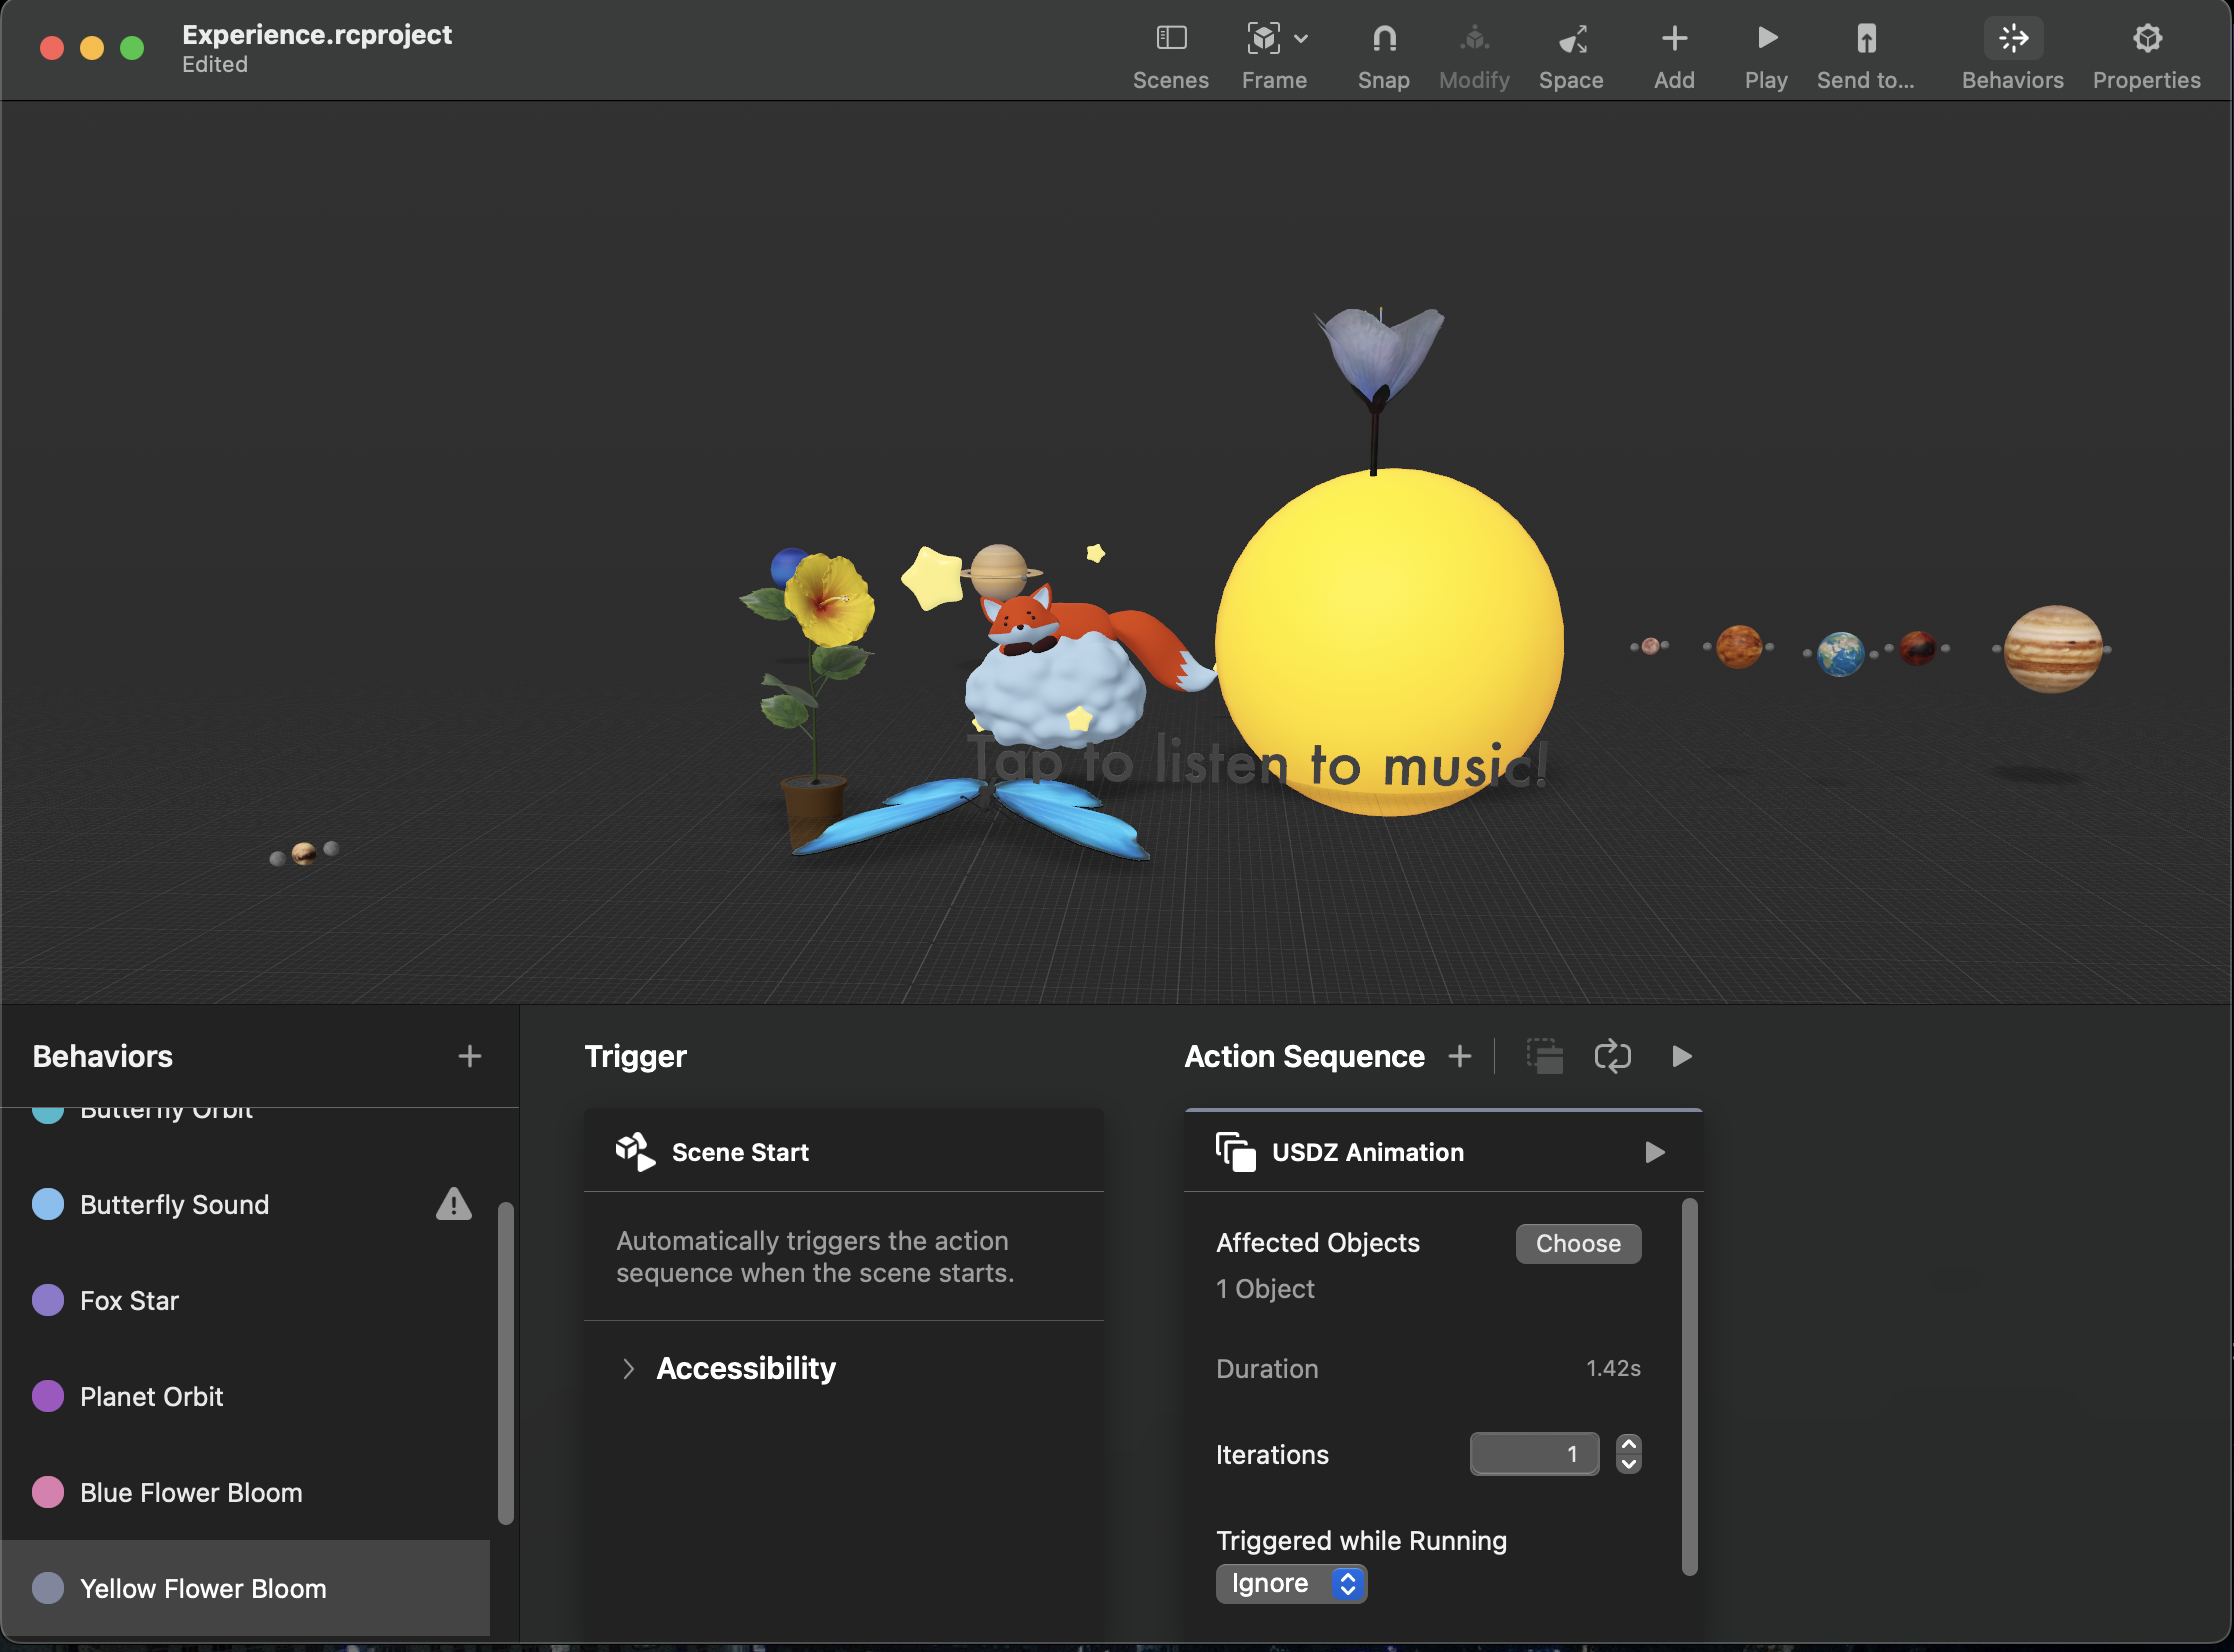 Experience.rcproject
Edited
Scenes
Frame
Snap
Modify
Space
Add
Play
Send to...
Behaviors
Properties
Tap to listen to music!
Behaviors
Butterfly Orbit
Butterfly Sound
Fox Star
Planet Orbit
Blue Flower Bloom
Yellow Flower Bloom
Trigger
Scene Start
Automatically triggers the action
sequence when the scene starts.
Accessibility
Action Sequence
USDZ Animation
Affected Objects
Choose
1 Object
Duration
1.42s
Iterations
1
Triggered while Running
Ignore